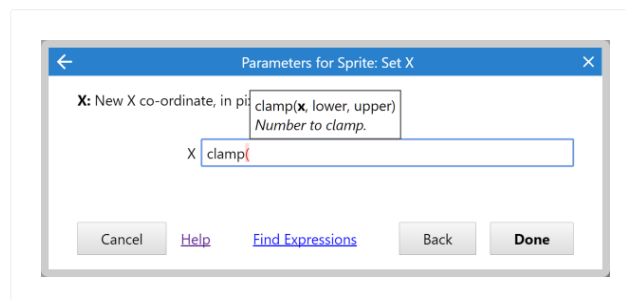 Parameters for Sprite: Set X
X: New X co-ordinate, in pi
clamp(x, lower, upper)
Number to clamp.
X clamp(
Cancel Help Find Expressions Back Done